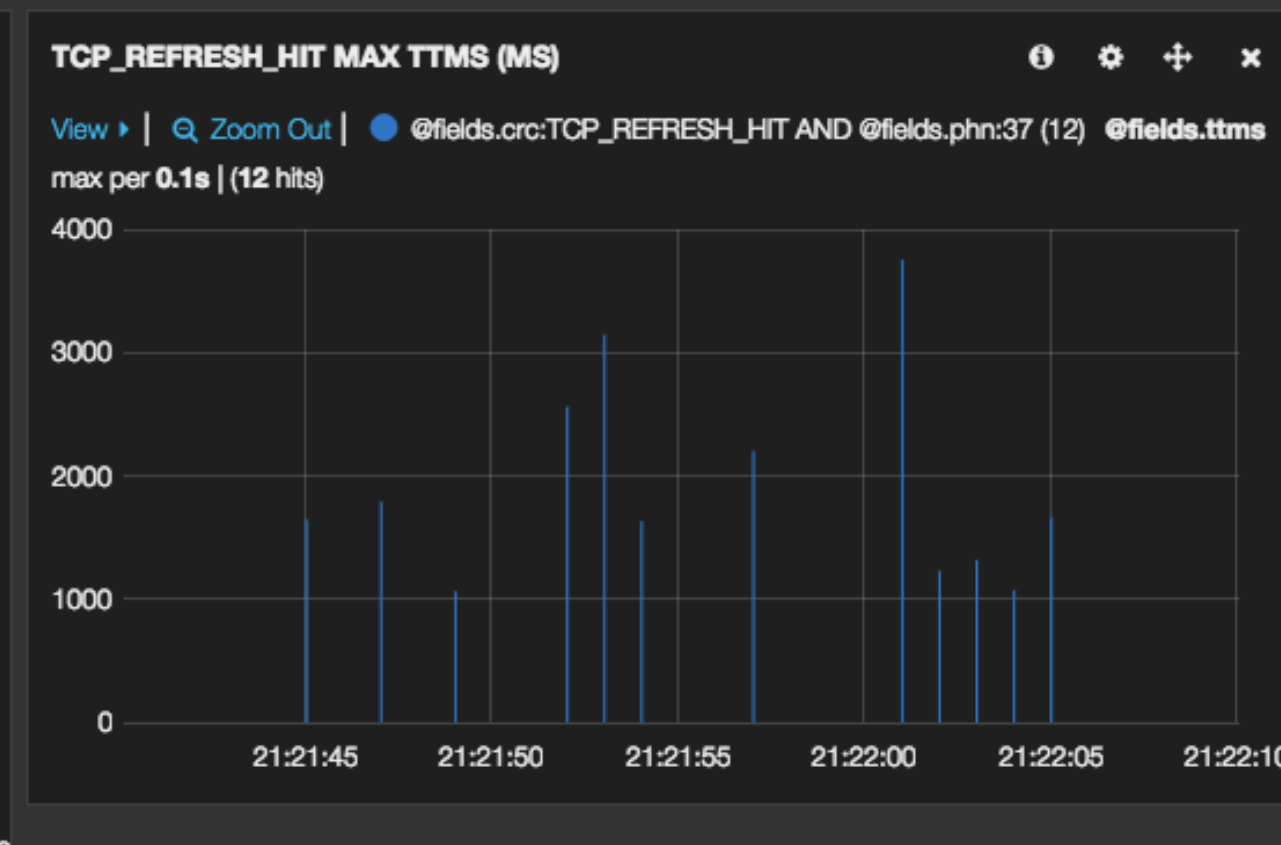 TCP_REFRESH_HIT MAX TTMS (MS)
View | Zoom Out | @fields.crc:TCP_REFRESH_HIT AND @fields.phn:37 (12) @fields.ttms
max per 0.1s | (12 hits)
4000
3000
2000
1000
0
21:21:45 21:21:50 21:21:55 21:22:00 21:22:05 21:22:10